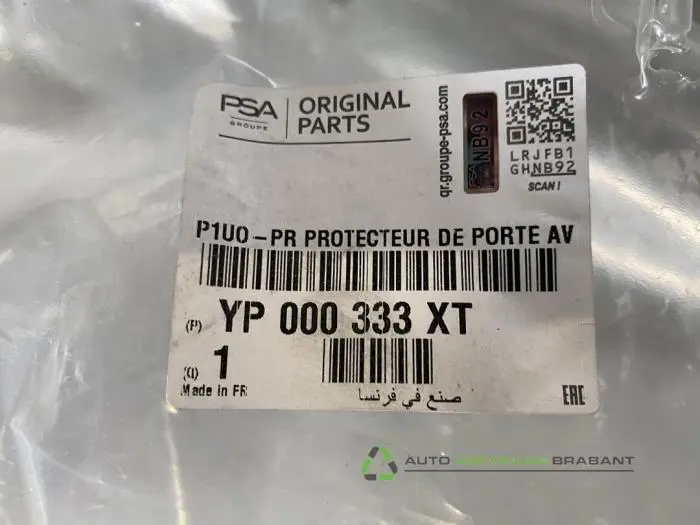 PSA
GROUPE
ORIGINAL
PARTS
qr.groupe-psa.com
PSA NB92
LRJFB1
GHNB92
SCAN!
P1U0-PR PROTECTEUR DE PORTE AV
(P) YP 000 333 XT
(Q) 1
Made in FR
صنع في فرنسا
EAC
AUTO BRABANT